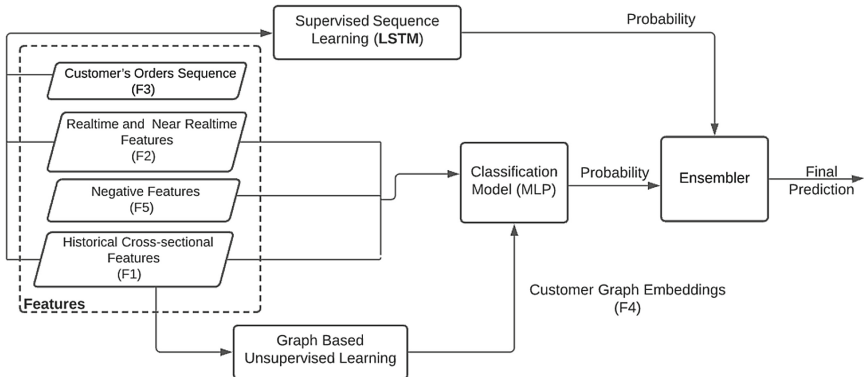 Supervised Sequence
Learning (LSTM)
Probability
Customer's Orders Sequence
(F3)
Realtime and Near Realtime
Features
(F2)
Negative Features
(F5)
Historical Cross-sectional
Features
(F1)
Features
Classification
Model (MLP)
Probability
Ensembler
Final
Prediction
Customer Graph Embeddings
(F4)
Graph Based
Unsupervised Learning